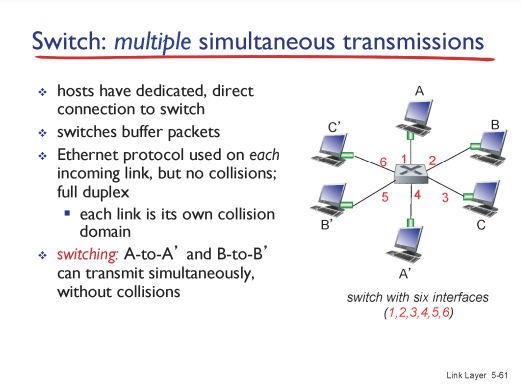 Switch: multiple simultaneous transmissions
❖ hosts have dedicated, direct
connection to switch
❖ switches buffer packets
❖ Ethernet protocol used on each
incoming link, but no collisions;
full duplex
▪ each link is its own collision
domain
❖ switching: A-to-A’ and B-to-B’
can transmit simultaneously,
without collisions
A
B
C’
6 1 2
5 4 3
B’
C
A’
switch with six interfaces
(1,2,3,4,5,6)
Link Layer 5-61